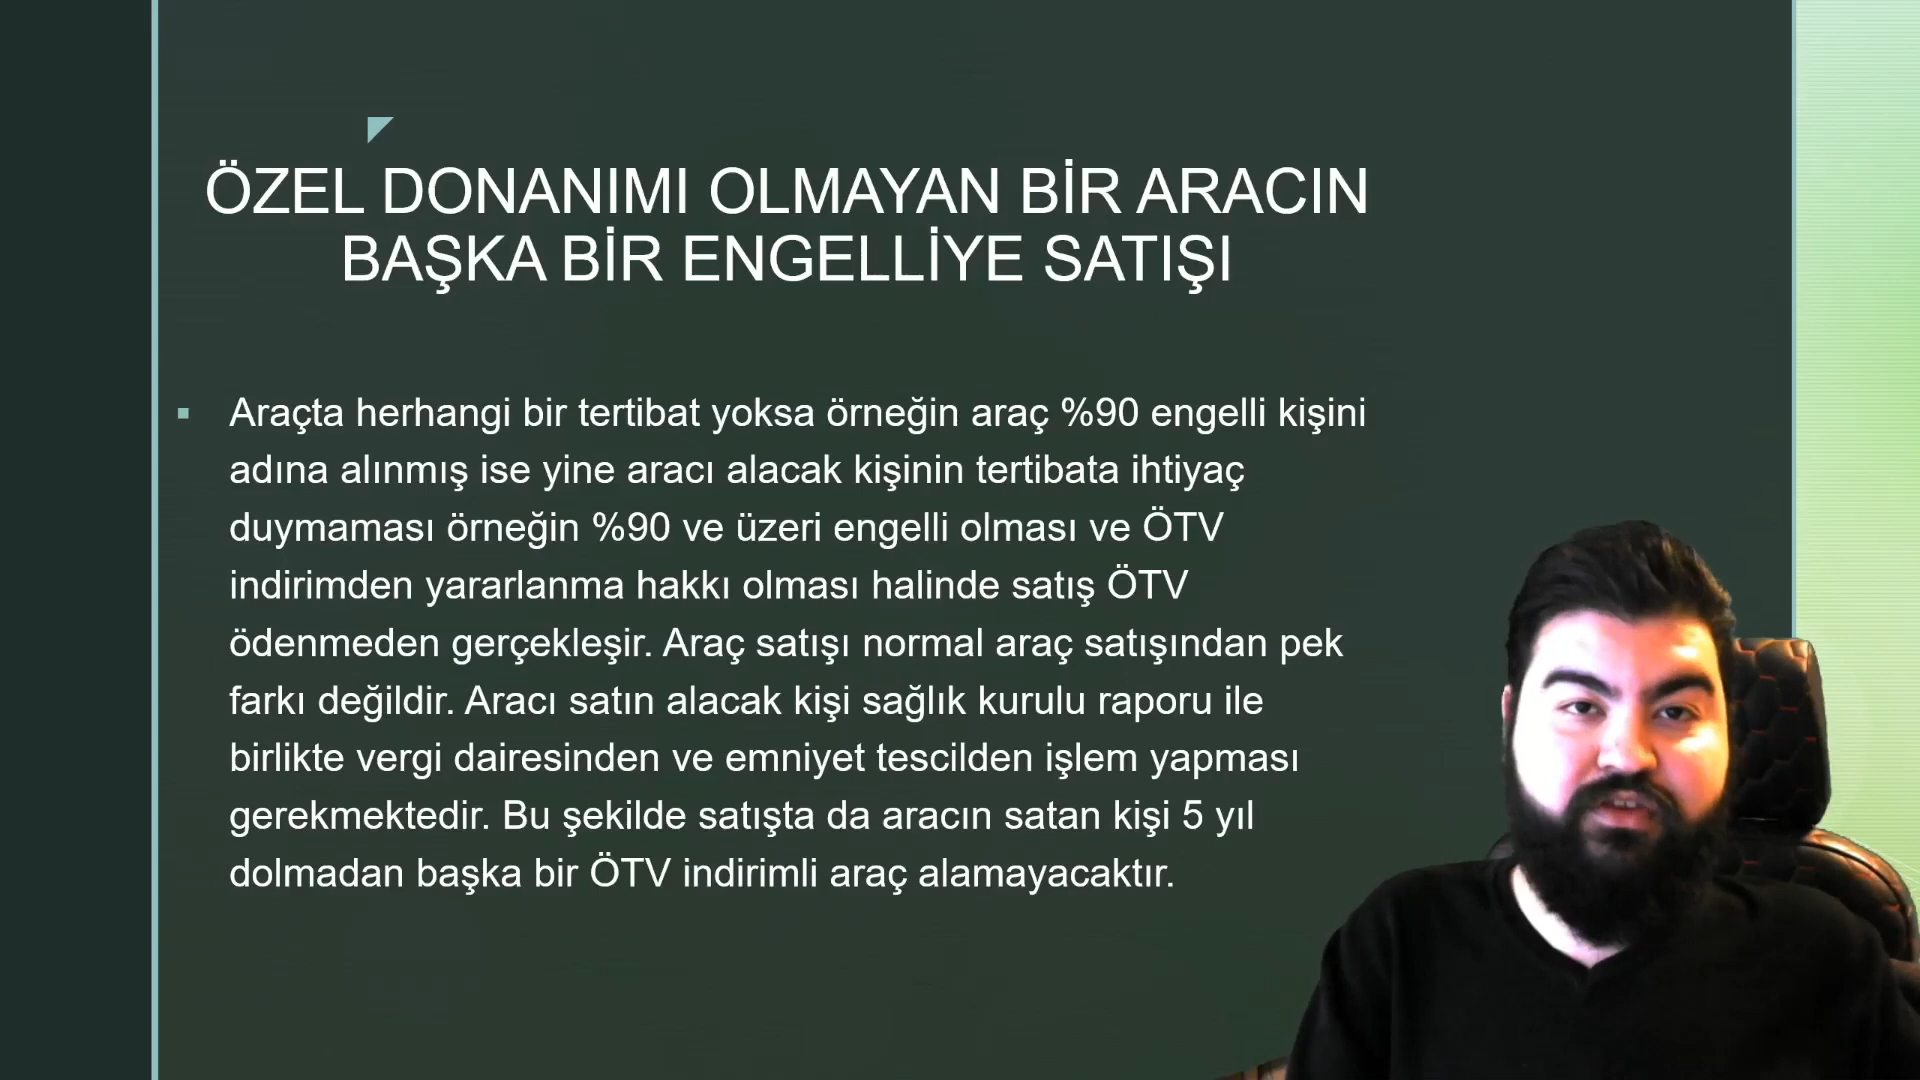 ÖZEL DONANIMI OLMAYAN BİR ARACIN
BAŞKA BİR ENGELLİYE SATIŞI
Araçta herhangi bir tertibat yoksa örneğin araç %90 engelli kişini
adına alınmış ise yine aracı alacak kişinin tertibata ihtiyaç
duymaması örneğin %90 ve üzeri engelli olması ve ÖTV
indirimden yararlanma hakkı olması halinde satış ÖTV
ödenmeden gerçekleşir. Araç satışı normal araç satışından pek
farkı değildir. Aracı satın alacak kişi sağlık kurulu raporu ile
birlikte vergi dairesinden ve emniyet tescilden işlem yapması
gerekmektedir. Bu şekilde satışta da aracın satan kişi 5 yıl
dolmadan başka bir ÖTV indirimli araç alamayacaktır.